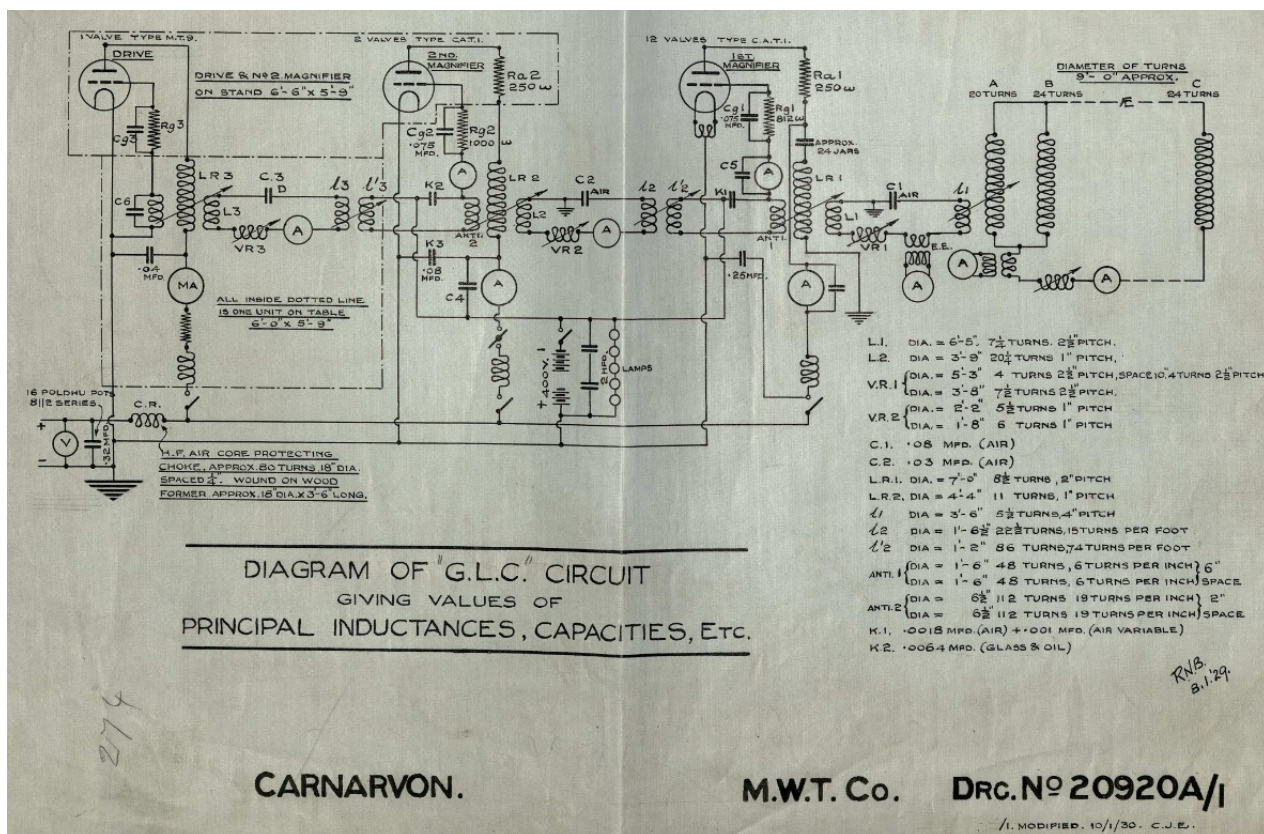 1 VALVE TYPE M.T.9.
DRIVE
DRIVE & Nº 2. MAGNIFIER
ON STAND 6'-6" X 5'-9"
Cg3
Rg3
2 VALVES TYPE C.A.T.1.
2ND.
MAGNIFIER
Ra2
250 ω
Cg2
.075
MFD.
Rg2
1000 ω
12 VALVES TYPE C.A.T.1.
1ST.
MAGNIFIER
Ra1
250 ω
Cg1
.075
MFD.
Rg1
812 ω
APPROX.
24 JARS
DIAMETER OF TURNS
9'-0" APPROX.
A
20 TURNS
B
24 TURNS
Æ
C
24 TURNS
C6
LR3
L3
C.3
D
VR3
A
l3
l'3
K2
A
LR2
ANTI.
2
L2
C2
AIR
VR2
A
l2
l'2
C5
A
K1
ANTI.
1
LR1
L1
C1
AIR
VR1
l1
E.E.
A
A
A
.04
MFD.
MA
K3
.08
MFD.
C4
A
.25 MFD.
A
ALL INSIDE DOTTED LINE
IS ONE UNIT ON TABLE
6'-0" X 5'-9"
400V.
+
2 MFD.
LAMPS
16 POLDHU POTS
8||2 SERIES
C.R.
+
V
-
.32 MFD.
H.F. AIR CORE PROTECTING
CHOKE, APPROX. 80 TURNS, 18" DIA.
SPACED ¼". WOUND ON WOOD
FORMER APPROX. 18" DIA. X 3'-6" LONG.
L.1. DIA. = 6'-5". 7¼ TURNS. 2½" PITCH.
L.2. DIA = 3'-9" 20¼ TURNS 1" PITCH,
V.R.1 { DIA. = 5'-3" 4 TURNS 2½" PITCH, SPACE 10", 4 TURNS 2½" PITCH
DIA. = 3'-8" 7½ TURNS 2½" PITCH.
V.R.2 { DIA. = 2'-2" 5½ TURNS 1" PITCH
DIA. = 1'-8" 6 TURNS 1" PITCH
C.1. .08 MFD. (AIR)
C.2. .03 MFD. (AIR)
L.R.1. DIA. = 7'-0" 8½ TURNS, 2" PITCH
L.R.2. DIA = 4'-4" 11 TURNS, 1" PITCH
l1 DIA = 3'-6" 5½ TURNS, 4" PITCH
l2 DIA = 1'-8½" 22½ TURNS, 15 TURNS PER FOOT
l'2 DIA = 1'-2" 86 TURNS, 74 TURNS PER FOOT
ANTI. 1 { DIA = 1'-6" 48 TURNS, 6 TURNS PER INCH } 6"
DIA = 1'-6" 48 TURNS, 6 TURNS PER INCH } SPACE
ANTI. 2 { DIA = 6½" 112 TURNS 19 TURNS PER INCH } 2"
DIA = 6½" 112 TURNS 19 TURNS PER INCH } SPACE
K.1. .0018 MFD. (AIR) + .001 MFD. (AIR VARIABLE)
K.2. .0064 MFD. (GLASS & OIL)
R.N.B.
8.1.'29.
DIAGRAM OF "G.L.C." CIRCUIT
GIVING VALUES OF
PRINCIPAL INDUCTANCES, CAPACITIES, ETC.
274
CARNARVON.
M.W.T. Co.
DRG. Nº 20920A/1
/1. MODIFIED. 10/1/30. C.J.E.